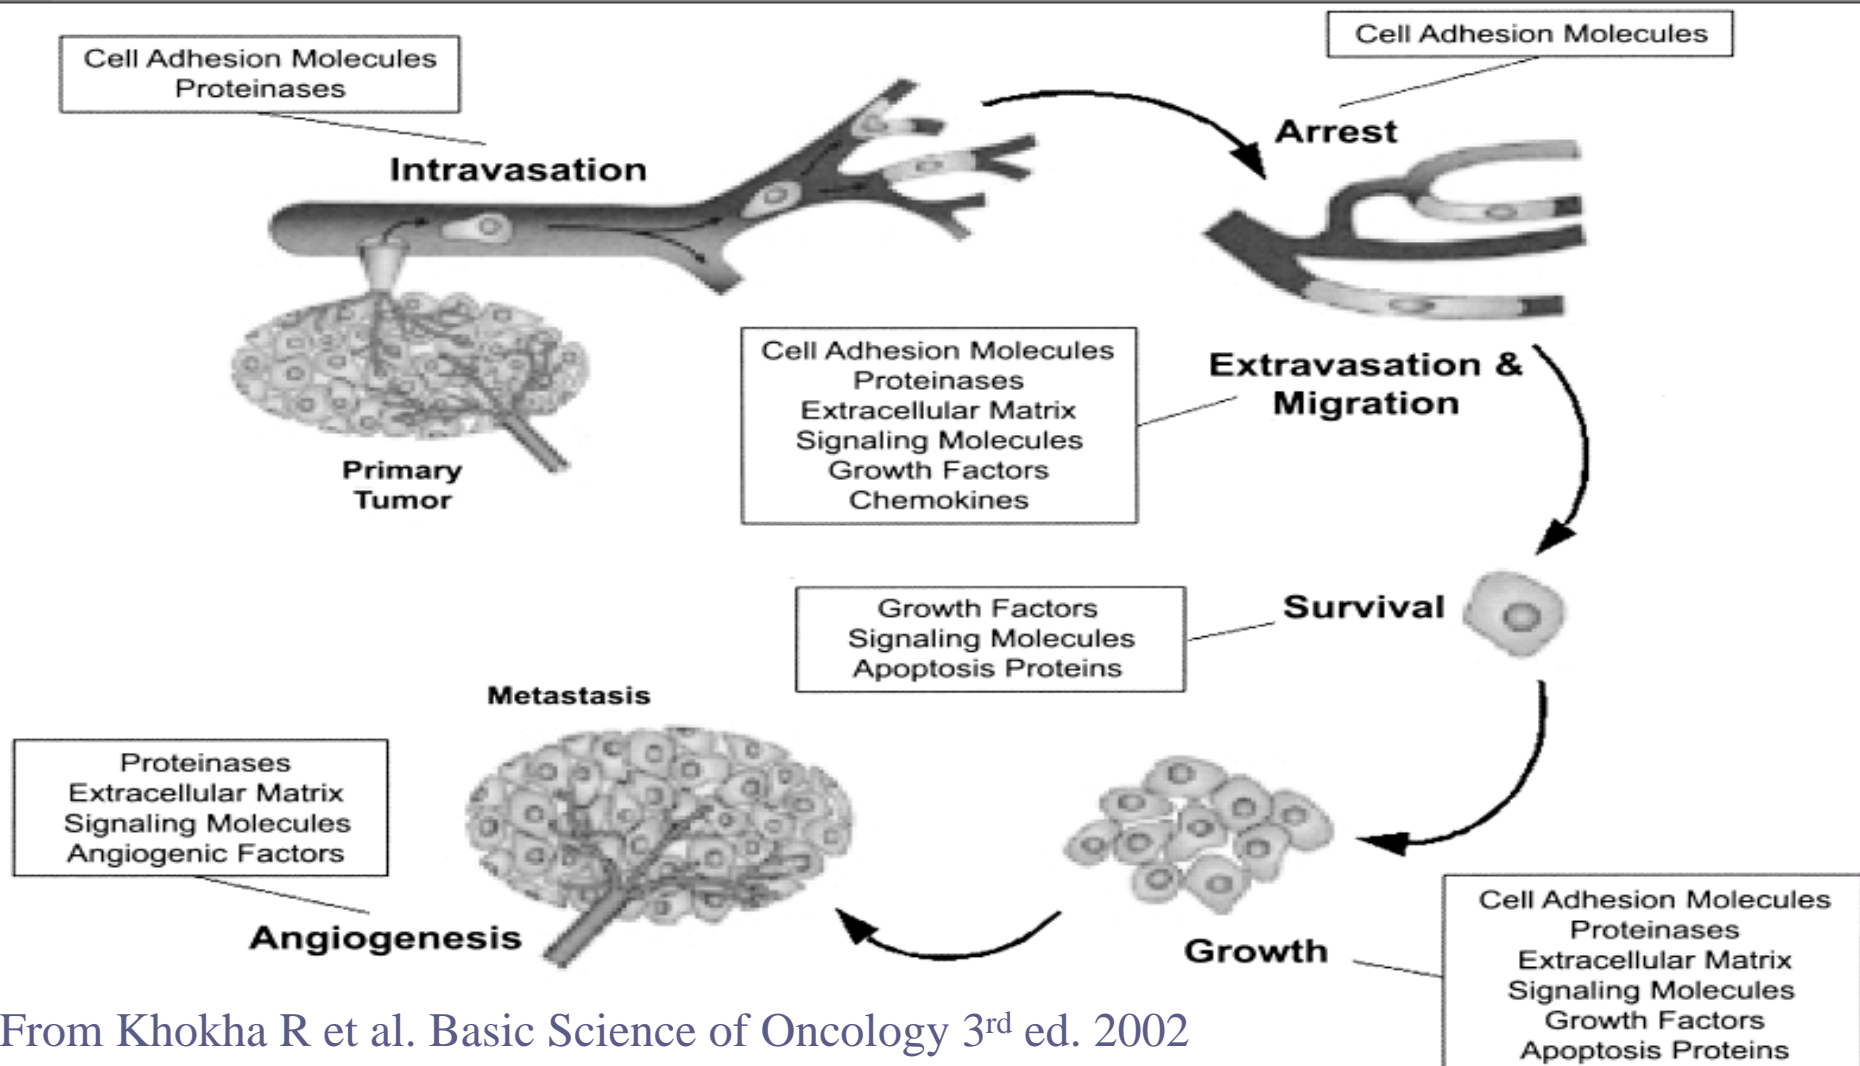 Cell Adhesion Molecules
Proteinases
Intravasation
Cell Adhesion Molecules
Arrest
Primary
Tumor
Cell Adhesion Molecules
Proteinases
Extracellular Matrix
Signaling Molecules
Growth Factors
Chemokines
Extravasation &
Migration
Growth Factors
Signaling Molecules
Apoptosis Proteins
Survival
Metastasis
Proteinases
Extracellular Matrix
Signaling Molecules
Angiogenic Factors
Angiogenesis
Growth
Cell Adhesion Molecules
Proteinases
Extracellular Matrix
Signaling Molecules
Growth Factors
Apoptosis Proteins
From Khokha R et al. Basic Science of Oncology 3rd ed. 2002